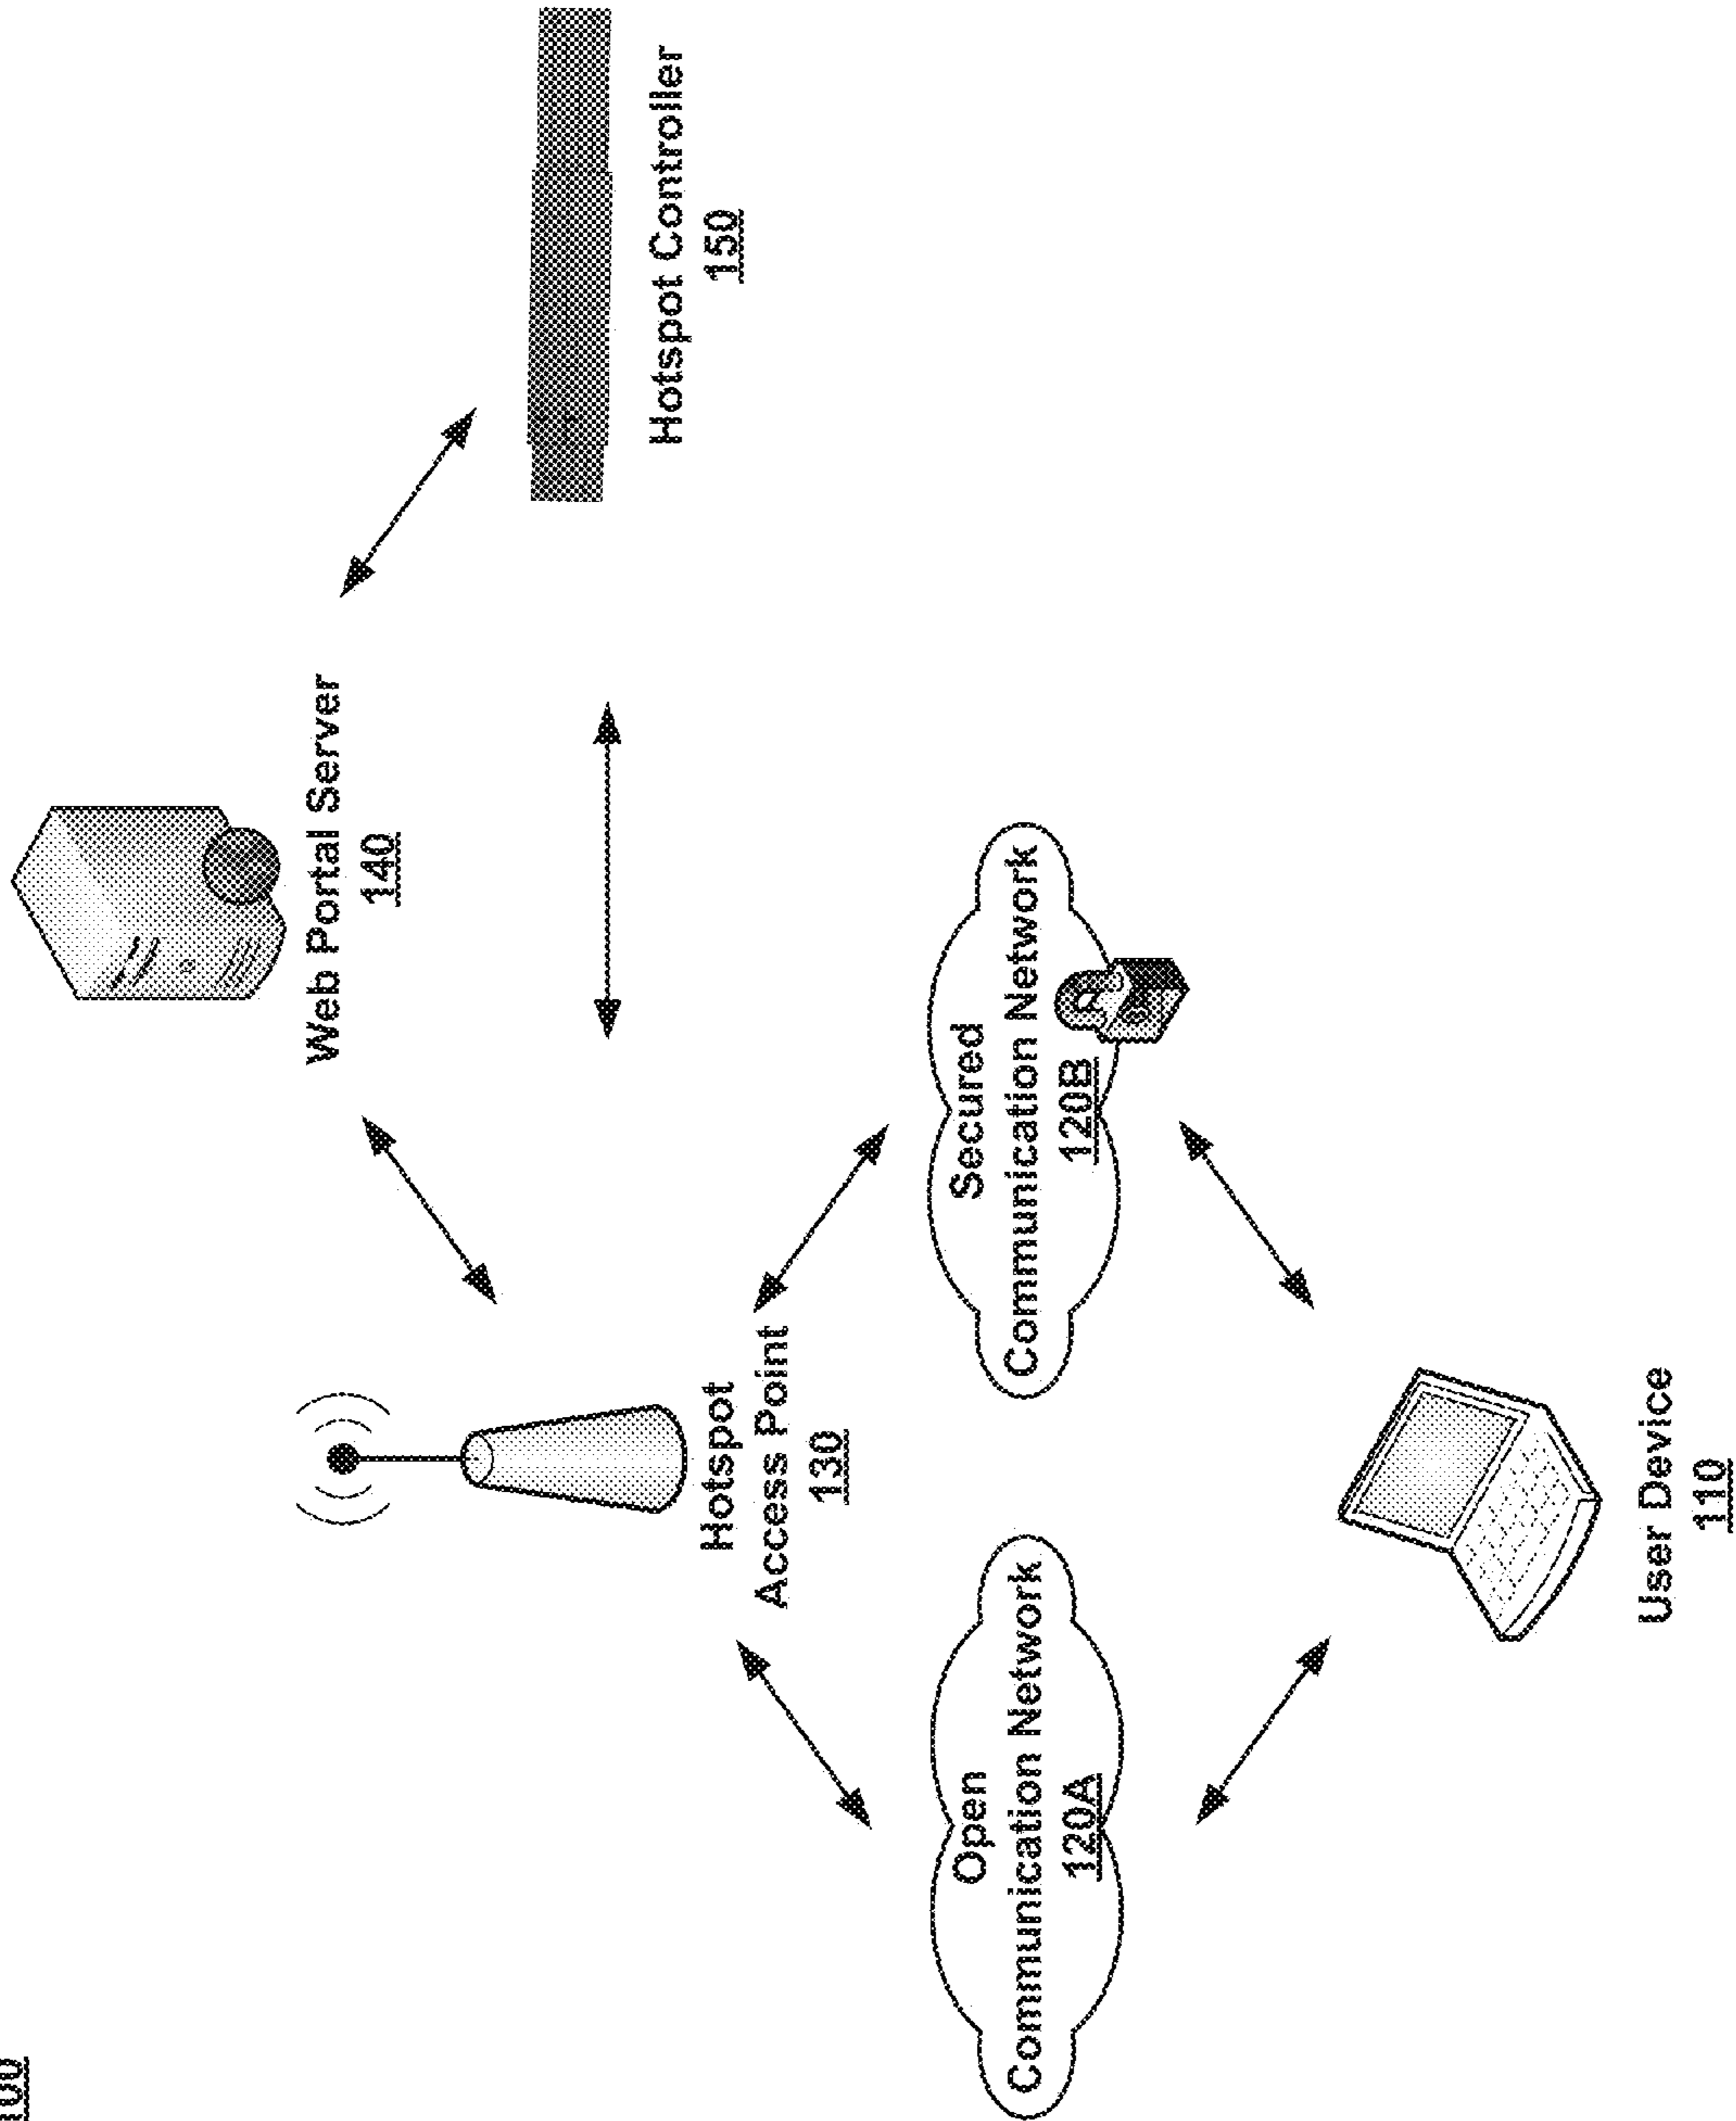 100
Web Portal Server
140
Hotspot Controller
150
Hotspot
Access Point
130
Open
Communication Network
120A
Secured
Communication Network
120B
User Device
110